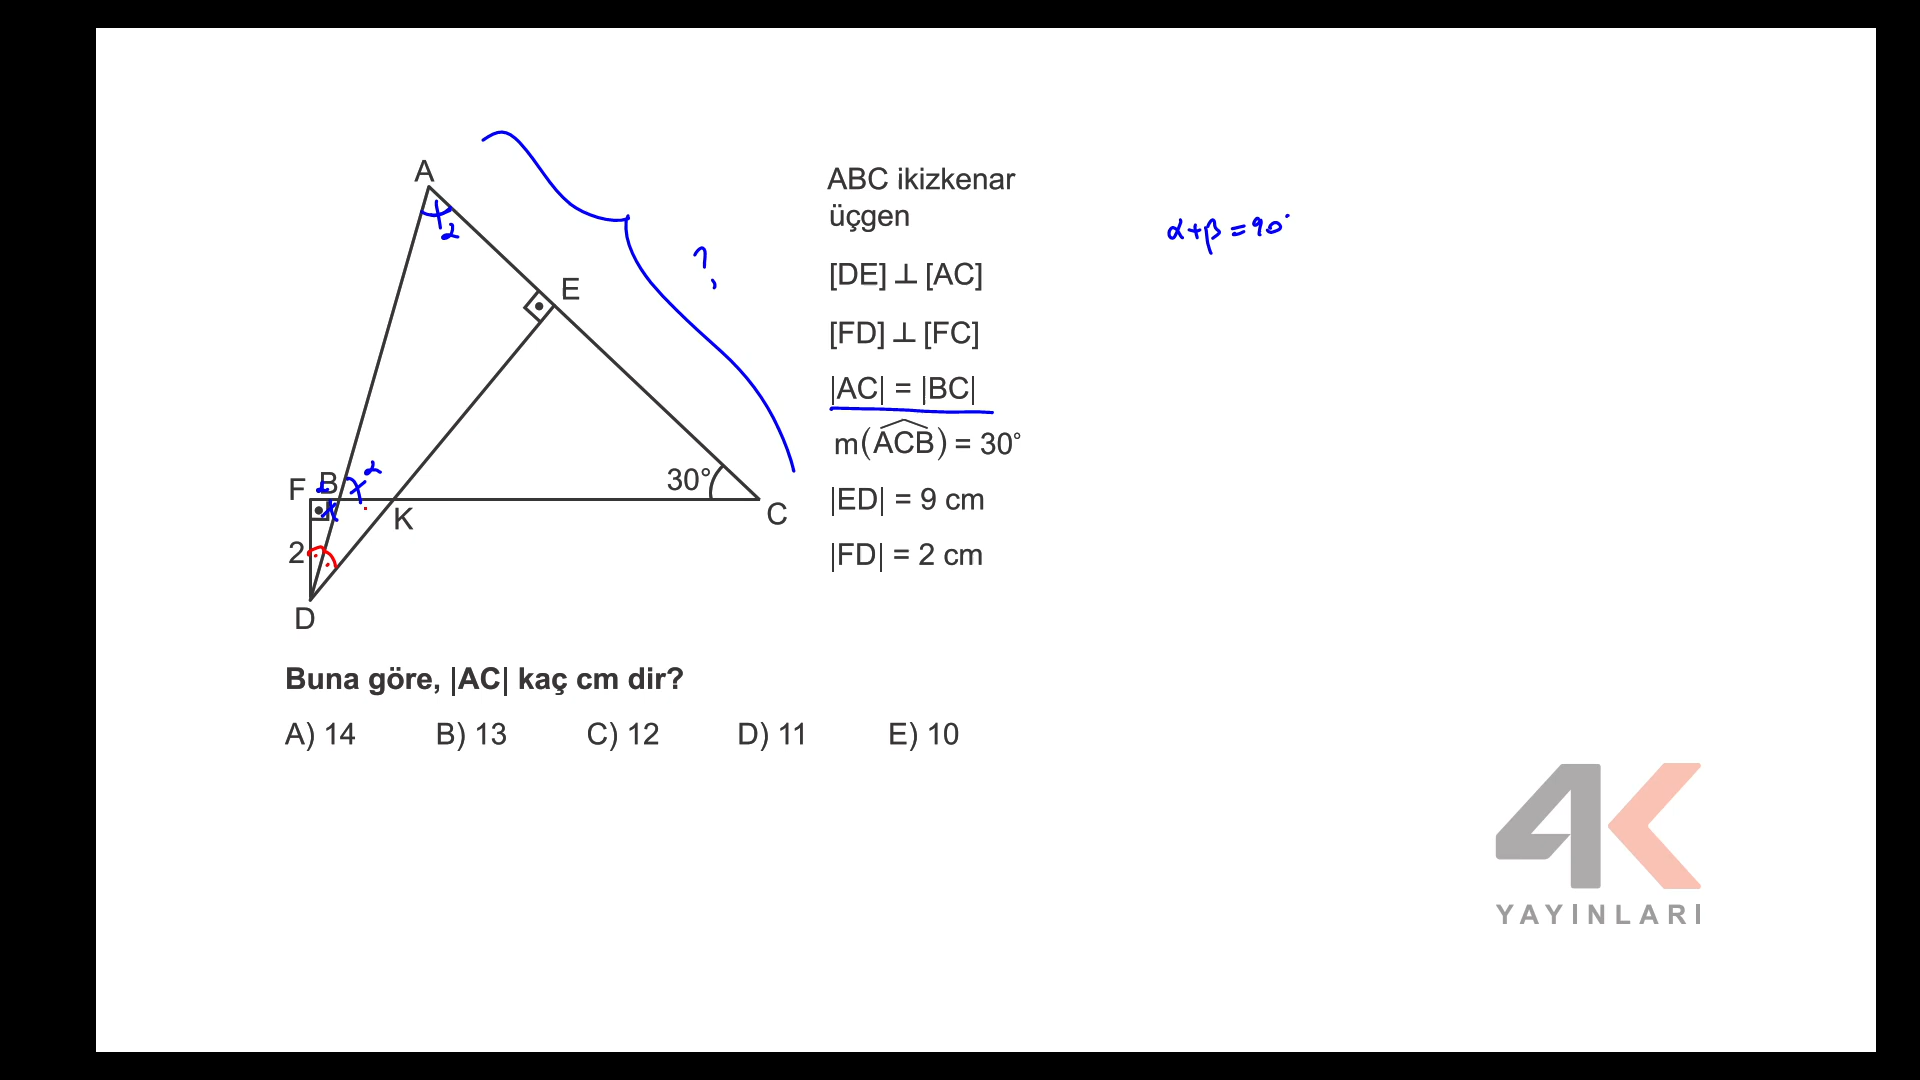 A
2
E
?
ABC ikizkenar
üçgen
α+β=90°
[DE]⊥[AC]
[FD]⊥[FC]
|AC| = |BC|
m(ACB) = 30°
|ED| = 9 cm
|FD| = 2 cm
F B
30°
K
C
2
D
Buna göre, |AC| kaç cm dir?
A) 14 B) 13 C) 12 D) 11 E) 10
4K
YAYINLARI